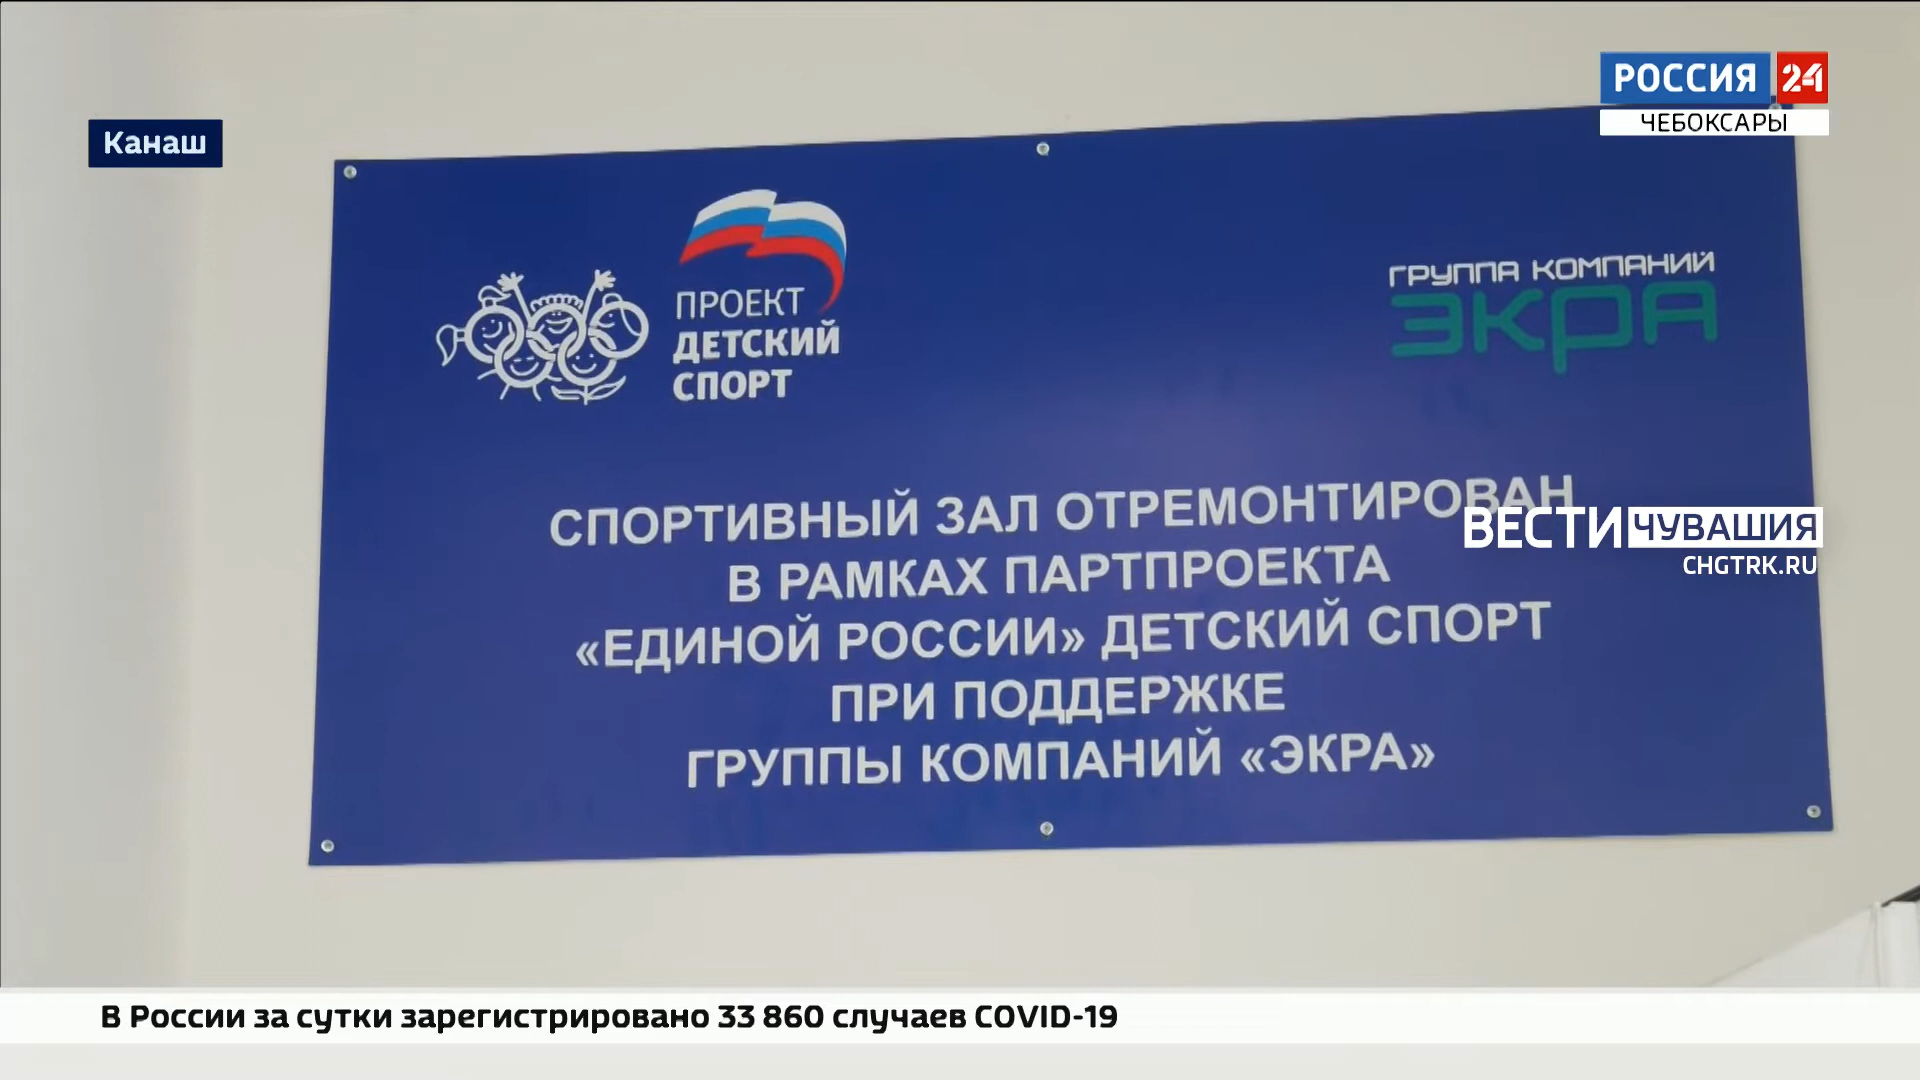 РОССИЯ 24
ЧЕБОКСАРЫ
Канаш
ПРОЕКТ
ДЕТСКИЙ
СПОРТ
ГРУППА КОМПАНИЙ
ЭКРА
СПОРТИВНЫЙ ЗАЛ ОТРЕМОНТИРОВАН
В РАМКАХ ПАРТПРОЕКТА
«ЕДИНОЙ РОССИИ» ДЕТСКИЙ СПОРТ
ПРИ ПОДДЕРЖКЕ
ГРУППЫ КОМПАНИЙ «ЭКРА»
ВЕСТИ ЧУВАШИЯ
CHGTRK.RU
В России за сутки зарегистрировано 33 860 случаев COVID-19